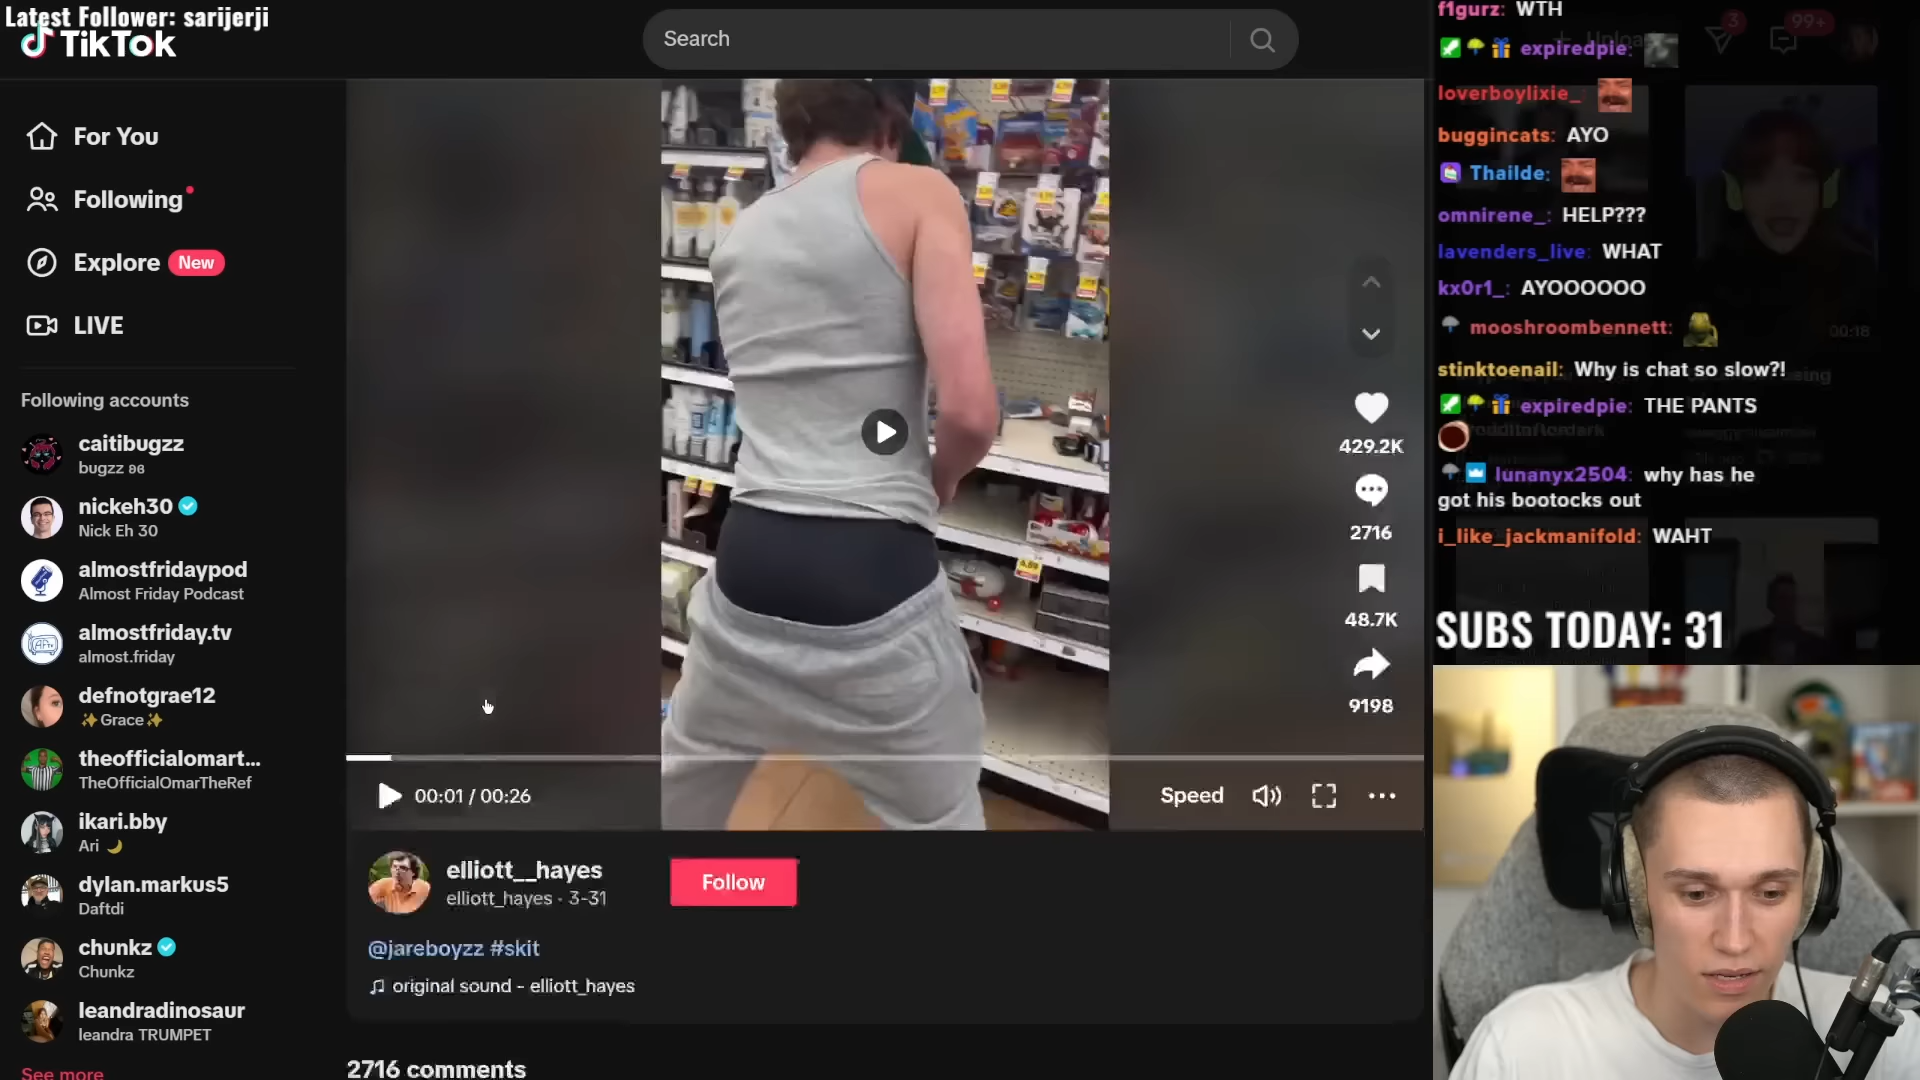 Latest Follower: sarijerji
TikTok
Search
For You
Following
Explore New
LIVE
Following accounts
caitibugzz
bugzz ʚɞ
nickeh30
Nick Eh 30
almostfridaypod
Almost Friday Podcast
almostfriday.tv
almost.friday
defnotgrae12
✨Grace✨
theofficialomart...
TheOfficialOmarTheRef
ikari.bby
Ari 🌙
dylan.markus5
Daftdi
chunkz
Chunkz
leandradinosaur
leandra TRUMPET
See more
429.2K
2716
48.7K
9198
00:01 / 00:26
Speed
elliott__hayes
elliott_hayes · 3-31
Follow
@jareboyzz #skit
original sound - elliott_hayes
2716 comments
f1gurz: WTH
expiredpie:
loverboylixie_:
buggincats: AYO
Thailde:
omnirene_: HELP???
lavenders_live: WHAT
kx0r1_: AYOOOOOO
mooshroombennett:
stinktoenail: Why is chat so slow?!
expiredpie: THE PANTS
lunanyx2504: why has he
got his bootocks out
i_like_jackmanifold: WAHT
3
99+
00:18
SUBS TODAY: 31